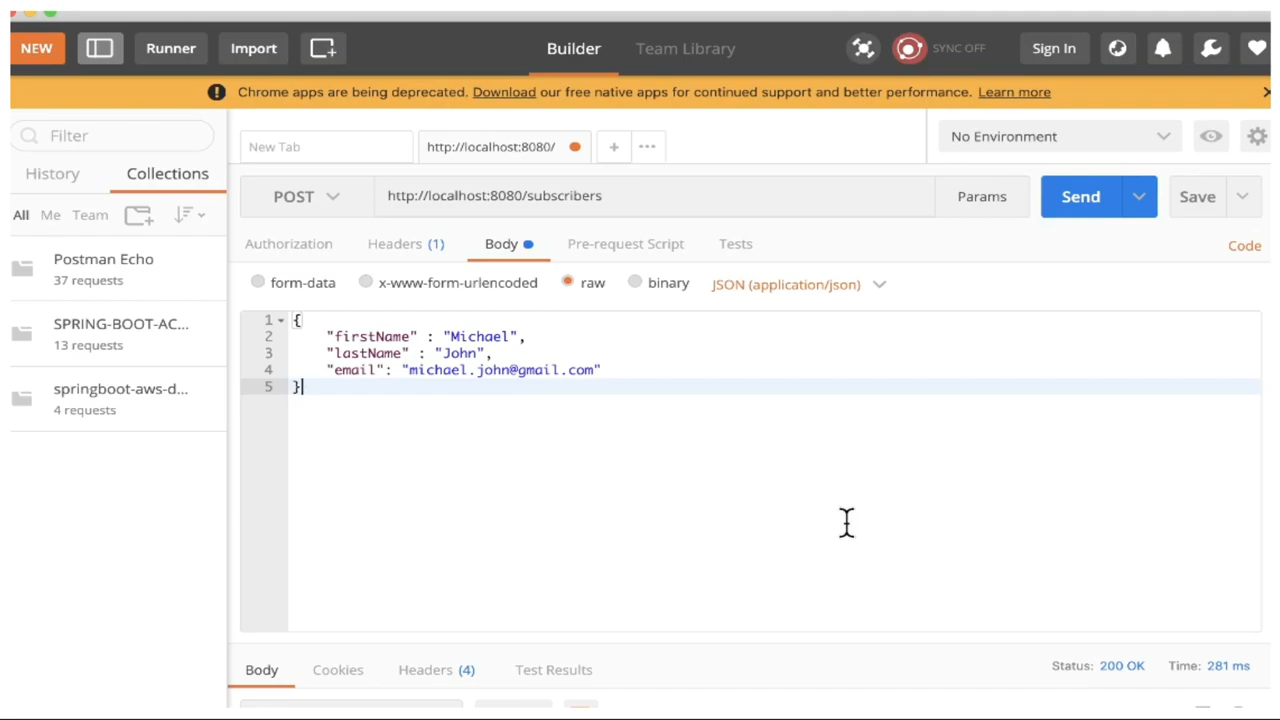 NEW Runner Import Builder Team Library SYNC OFF Sign In
Chrome apps are being deprecated. Download our free native apps for continued support and better performance. Learn more
Filter
New Tab http://localhost:8080/ + ··· No Environment
History Collections
POST http://localhost:8080/subscribers Params Send Save
All Me Team
Authorization Headers (1) Body Pre-request Script Tests Code
Postman Echo
37 requests
form-data x-www-form-urlencoded raw binary JSON (application/json)
SPRING-BOOT-AC...
13 requests
springboot-aws-d...
4 requests
1 {
2 "firstName" : "Michael",
3 "lastName" : "John",
4 "email": "michael.john@gmail.com"
5 }
Body Cookies Headers (4) Test Results Status: 200 OK Time: 281 ms